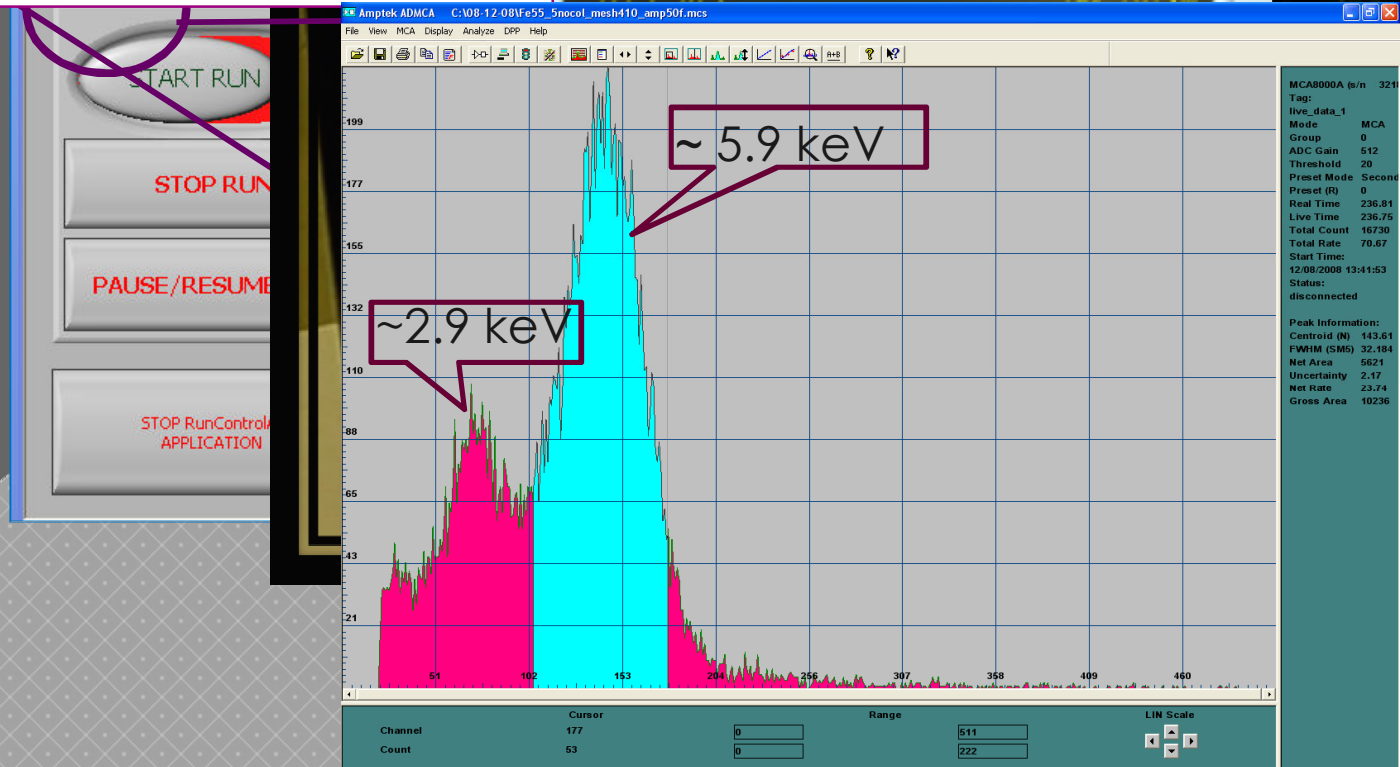 START RUN
STOP RUN
PAUSE/RESUME
STOP RunControl
APPLICATION
Amptek ADMCA C:\08-12-08\Fe55_5nocol_mesh410_amp50f.mcs
File View MCA Display Analyze DPP Help
A+B
199
177
155
132
110
88
65
43
21
~ 5.9 keV
~2.9 keV
51 102 153 204 256 307 358 409 460
MCA8000A (s/n 321
Tag:
live_data_1
Mode MCA
Group 0
ADC Gain 512
Threshold 20
Preset Mode Second
Preset (R) 0
Real Time 236.81
Live Time 236.75
Total Count 16730
Total Rate 70.67
Start Time:
12/08/2008 13:41:53
Status:
disconnected
Peak Information:
Centroid (N) 143.61
FWHM (SM5) 32.184
Net Area 5621
Uncertainty 2.17
Net Rate 23.74
Gross Area 10236
Cursor Range LIN Scale
Channel 177 0 511
Count 53 0 222